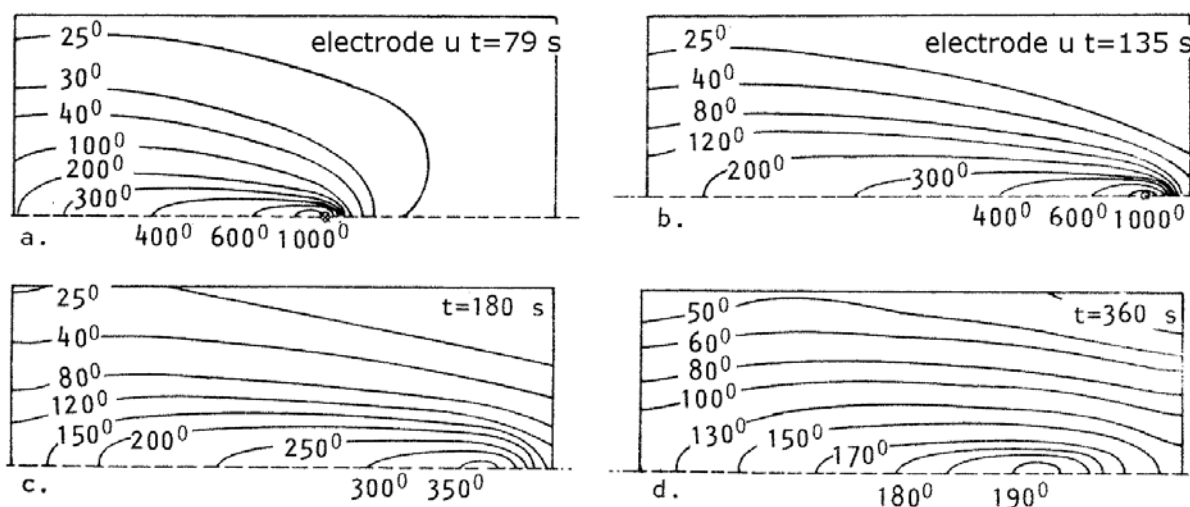 25⁰
electrode u t=79 s
30⁰
40⁰
100⁰
200⁰
300⁰
400⁰ 600⁰ 1000⁰
a.
25⁰
electrode u t=135 s
40⁰
80⁰
120⁰
200⁰
300⁰
400⁰ 600⁰ 1000⁰
b.
25⁰
t=180 s
40⁰
80⁰
120⁰
150⁰
200⁰
250⁰
300⁰ 350⁰
c.
50⁰
t=360 s
60⁰
80⁰
100⁰
130⁰
150⁰
170⁰
180⁰ 190⁰
d.